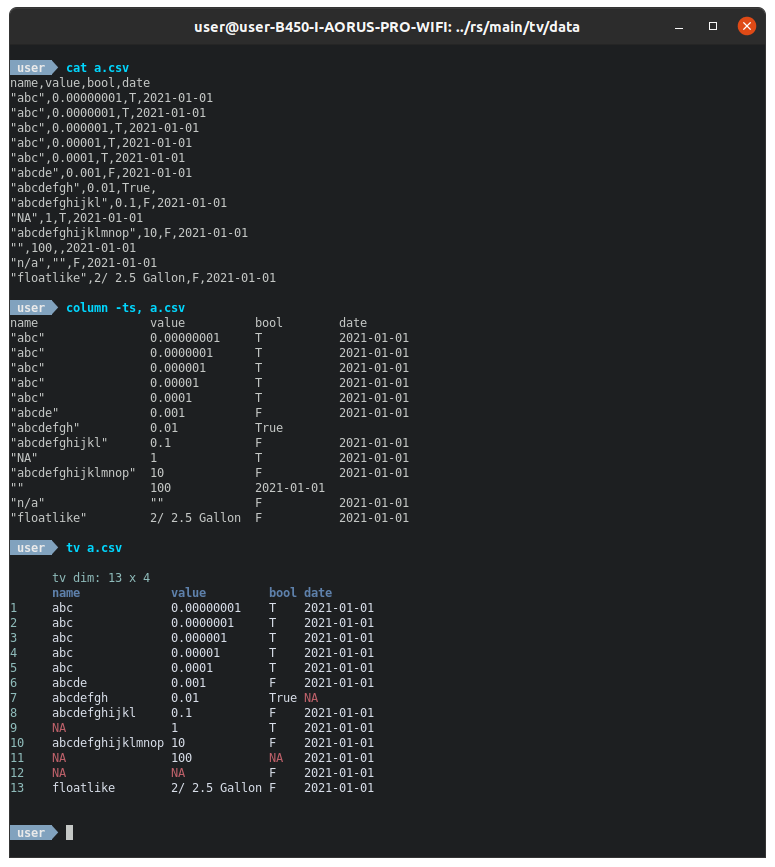 user@user-B450-I-AORUS-PRO-WIFI: ../rs/main/tv/data
user cat a.csv
name,value,bool,date
"abc",0.00000001,T,2021-01-01
"abc",0.0000001,T,2021-01-01
"abc",0.000001,T,2021-01-01
"abc",0.00001,T,2021-01-01
"abc",0.0001,T,2021-01-01
"abcde",0.001,F,2021-01-01
"abcdefgh",0.01,True,
"abcdefghijkl",0.1,F,2021-01-01
"NA",1,T,2021-01-01
"abcdefghijklmnop",10,F,2021-01-01
"",100,,2021-01-01
"n/a","",F,2021-01-01
"floatlike",2/ 2.5 Gallon,F,2021-01-01
user column -ts, a.csv
name value bool date
"abc" 0.00000001 T 2021-01-01
"abc" 0.0000001 T 2021-01-01
"abc" 0.000001 T 2021-01-01
"abc" 0.00001 T 2021-01-01
"abc" 0.0001 T 2021-01-01
"abcde" 0.001 F 2021-01-01
"abcdefgh" 0.01 True
"abcdefghijkl" 0.1 F 2021-01-01
"NA" 1 T 2021-01-01
"abcdefghijklmnop" 10 F 2021-01-01
"" 100 2021-01-01
"n/a" "" F 2021-01-01
"floatlike" 2/ 2.5 Gallon F 2021-01-01
user tv a.csv
tv dim: 13 x 4
name value bool date
1 abc 0.00000001 T 2021-01-01
2 abc 0.0000001 T 2021-01-01
3 abc 0.000001 T 2021-01-01
4 abc 0.00001 T 2021-01-01
5 abc 0.0001 T 2021-01-01
6 abcde 0.001 F 2021-01-01
7 abcdefgh 0.01 True NA
8 abcdefghijkl 0.1 F 2021-01-01
9 NA 1 T 2021-01-01
10 abcdefghijklmnop 10 F 2021-01-01
11 NA 100 NA 2021-01-01
12 NA NA F 2021-01-01
13 floatlike 2/ 2.5 Gallon F 2021-01-01
user